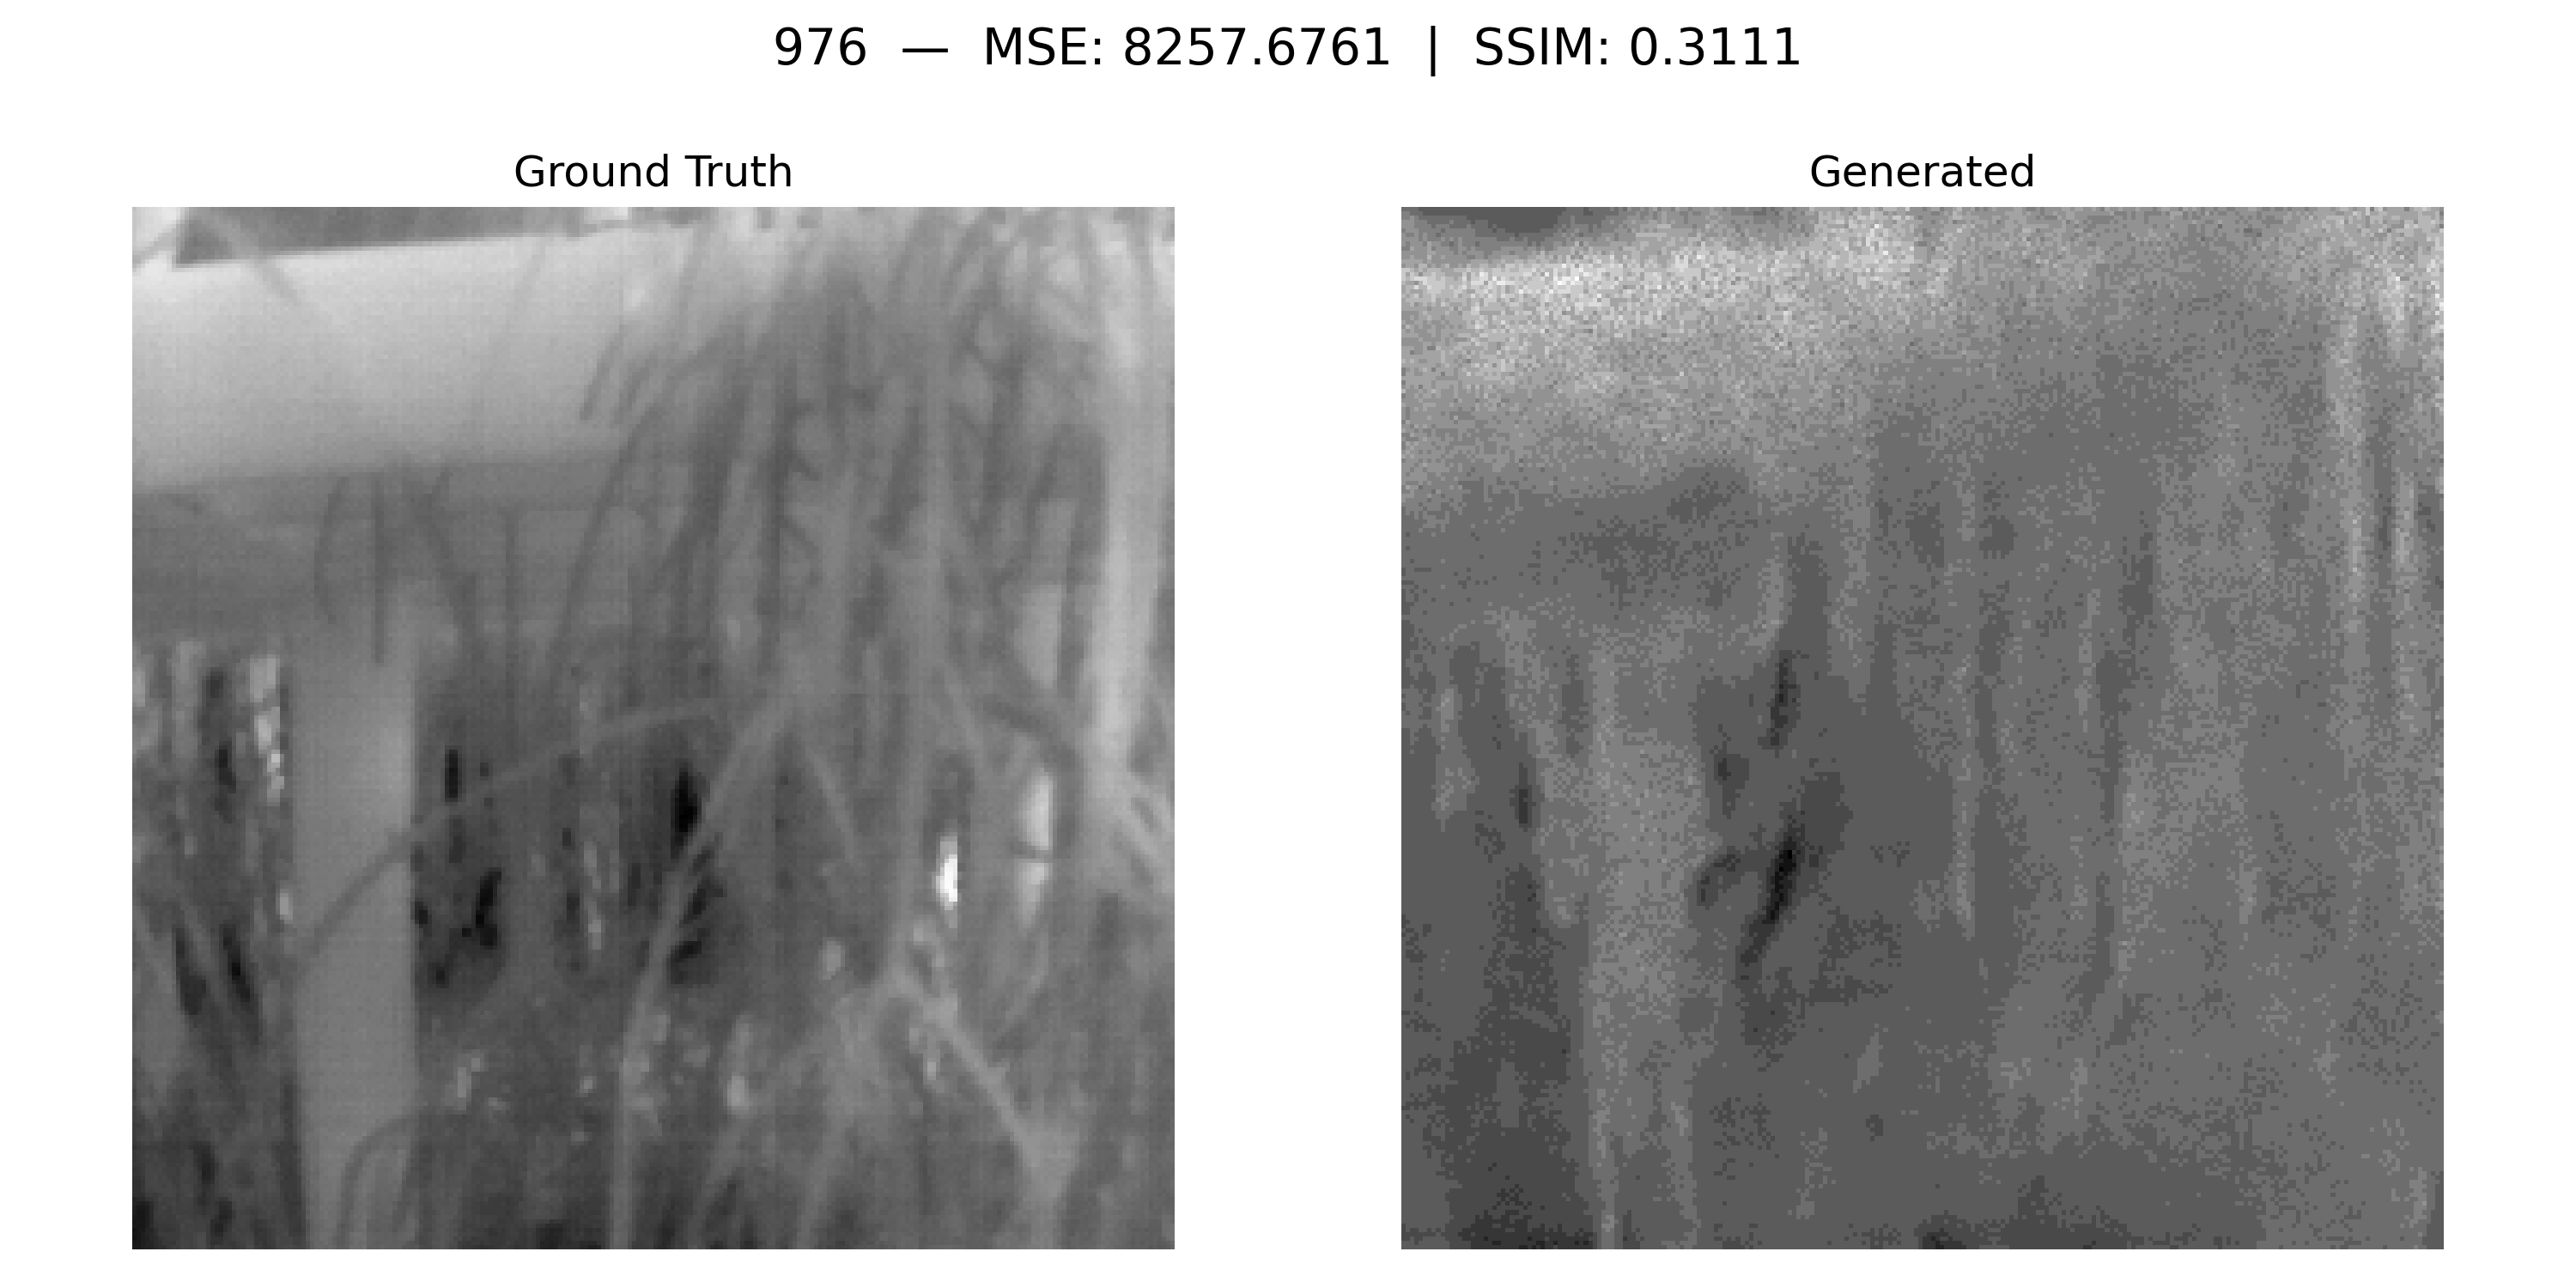 976 — MSE: 8257.6761 | SSIM: 0.3111
Ground Truth
Generated